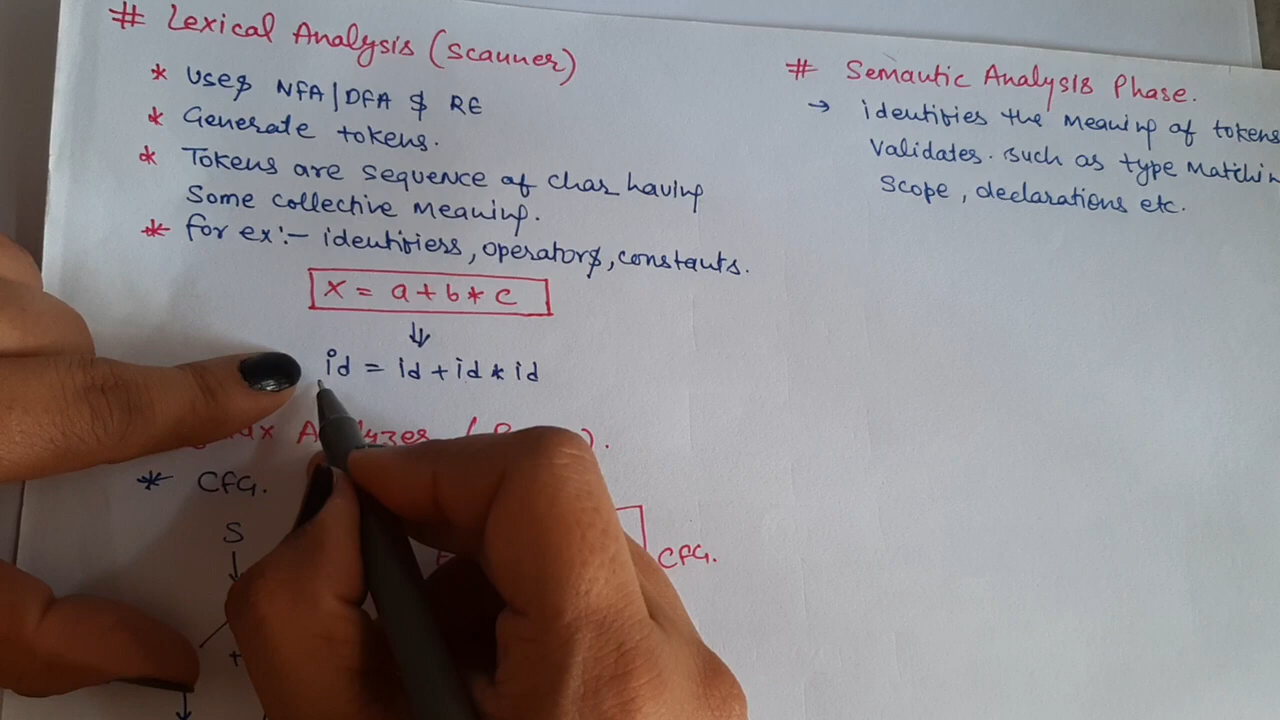 # Lexical Analysis (Scanner)
* Uses NFA/DFA & RE
* Generate tokens.
* Tokens are sequence of char having
Some collective Meaning.
* for ex:- identifiers, operators, constants.
x = a + b * c
⇓
id = id + id * id
* CFG.
S
+
CFG.
# Semantic Analysis Phase.
→ identifies the meaning of tokens
Validates. such as type Matchin
Scope, declarations etc.